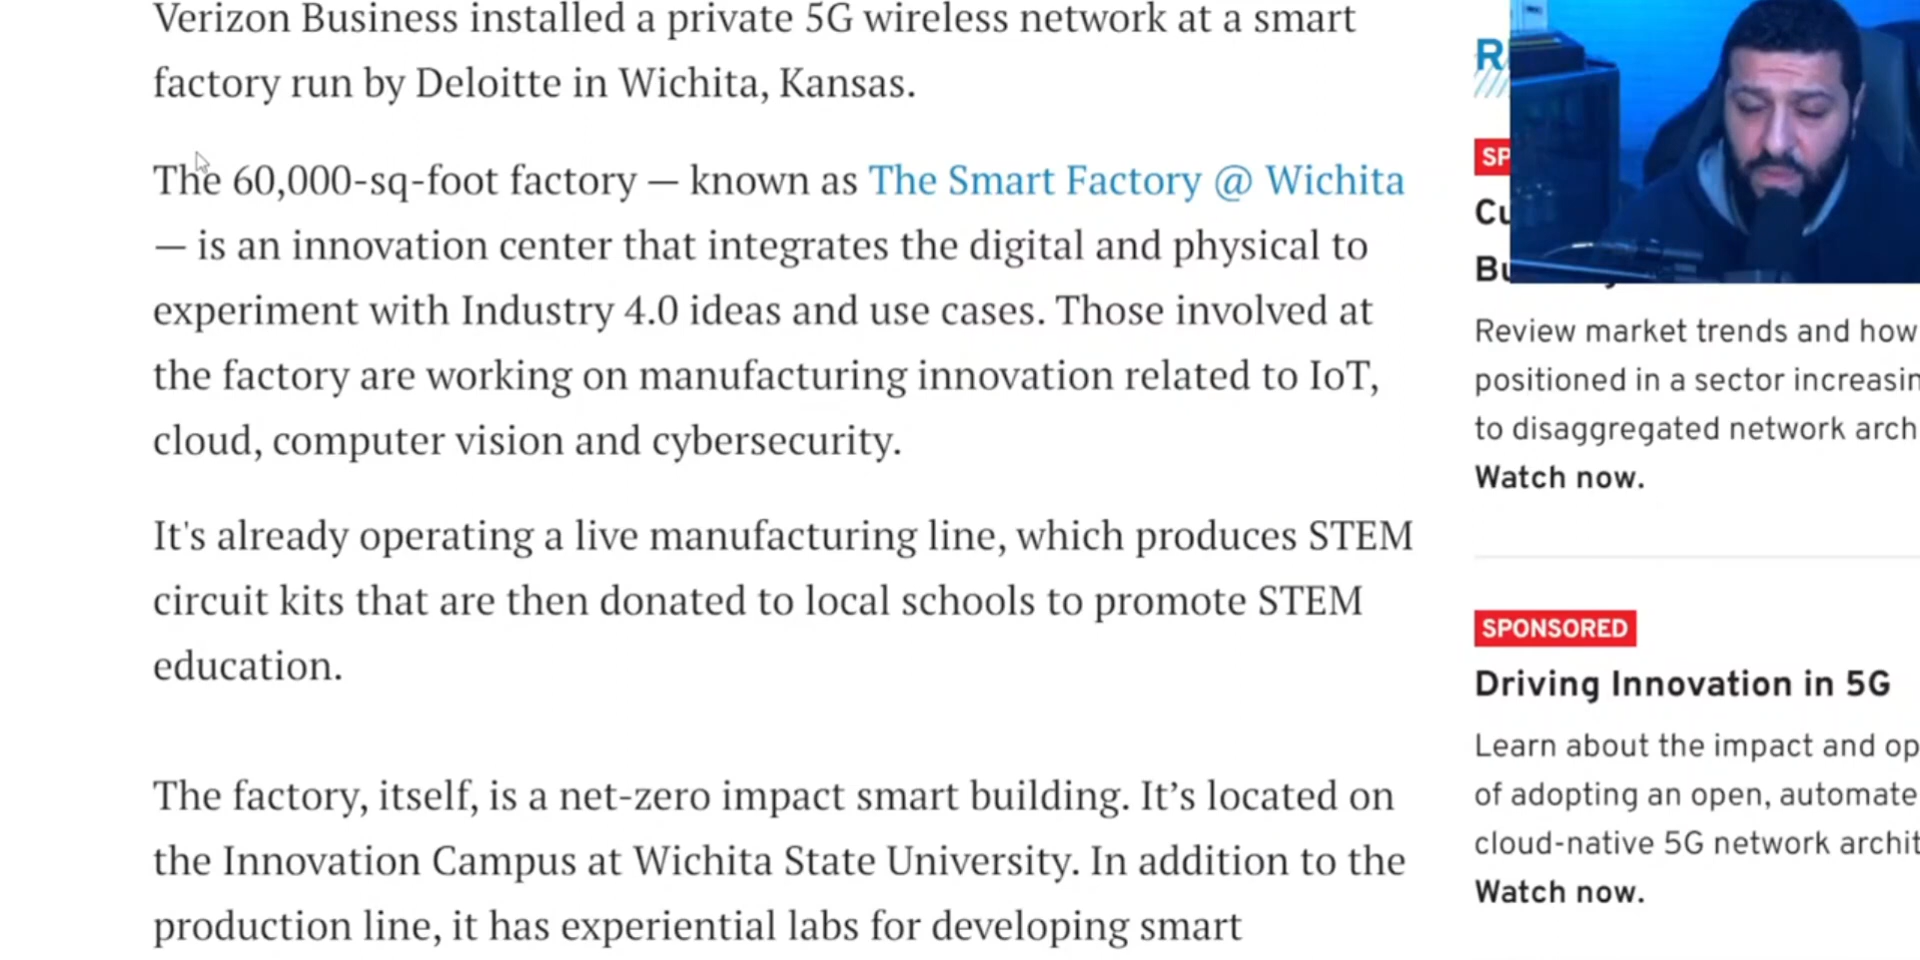 Verizon Business installed a private 5G wireless network at a smart
factory run by Deloitte in Wichita, Kansas.
The 60,000-sq-foot factory — known as The Smart Factory @ Wichita
— is an innovation center that integrates the digital and physical to
experiment with Industry 4.0 ideas and use cases. Those involved at
the factory are working on manufacturing innovation related to IoT,
cloud, computer vision and cybersecurity.
It's already operating a live manufacturing line, which produces STEM
circuit kits that are then donated to local schools to promote STEM
education.
The factory, itself, is a net-zero impact smart building. It’s located on
the Innovation Campus at Wichita State University. In addition to the
production line, it has experiential labs for developing smart
Review market trends and how
positioned in a sector
to disaggregated network
Watch now.
SPONSORED
Driving Innovation in 5G
Learn about the impact and
of adopting an open,
cloud-native 5G network
Watch now.